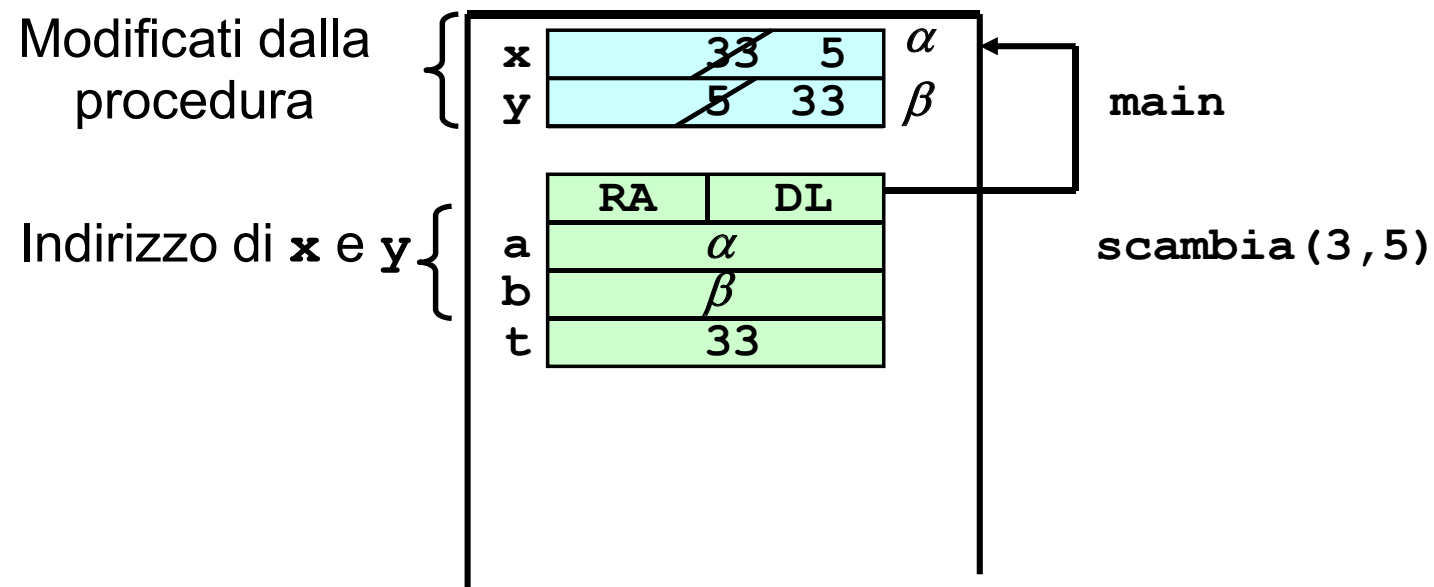 Modificati dalla
procedura
x 33 5 α
y 5 33 β
main
RA DL
Indirizzo di x e y
a α
scambia(3,5)
b β
t 33